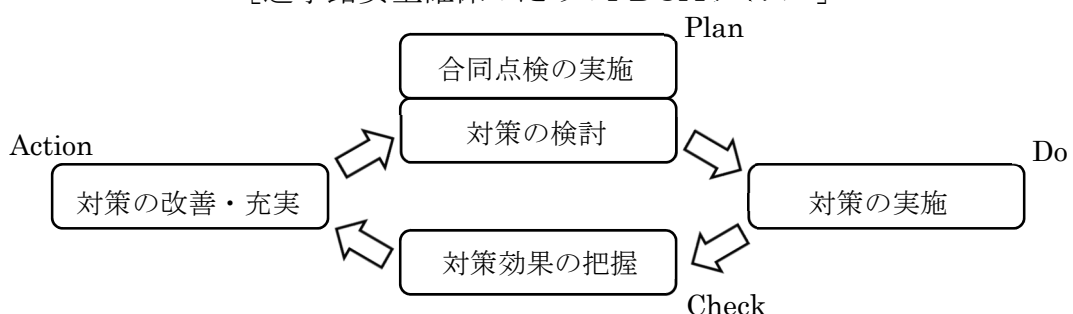 Plan
合同点検の実施
対策の検討
Action
Do
対策の改善・充実
対策の実施
対策効果の把握
Check